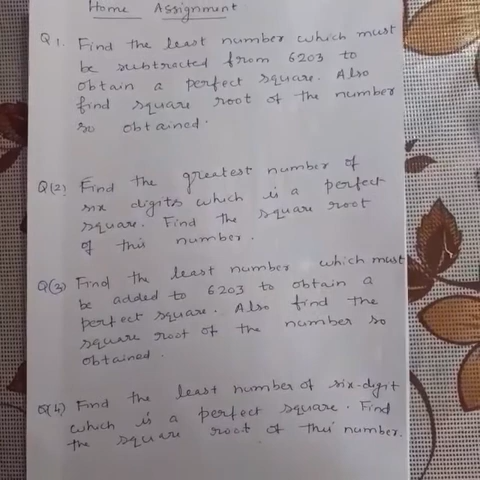 Home Assignment
Q 1. Find the least number which must
be subtracted from 6203 to
obtain a perfect square. Also
find square root of the number
so obtained.
Q(2) Find the greatest number of
six digits which is a perfect
square. Find the square root
of this number.
Q(3) Find the least number which must
be added to 6203 to obtain a
perfect square. Also find the
square root of the number so
obtained.
Q(4) Find the least number of six-digit
which is a perfect square. Find
the square root of this number.